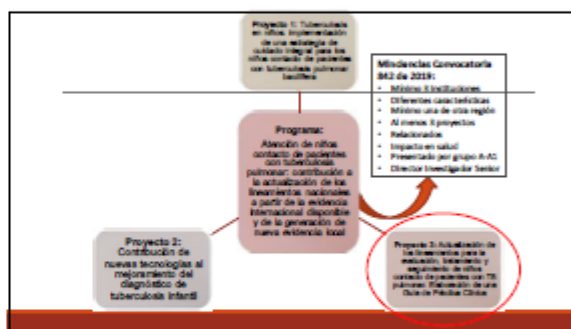 Proyecto 1: Tuberculosis
en niños: implementación
de una estrategia de
cuidado integral para los
niños contacto de pacientes
con tuberculosis pulmonar
bacilífera
Minciencias Convocatoria
842 de 2019:
• Mínimo 3 instituciones
• Diferentes características
• Mínimo una de otra región
• Al menos 3 proyectos
• Relacionados
• Impacto en salud
• Presentado por grupo A-A1
• Director Investigador Senior
Programa:
Atención de niños
contacto de pacientes
con tuberculosis
pulmonar: contribución a
la actualización de los
lineamientos nacionales
a partir de la evidencia
internacional disponible
y de la generación de
nueva evidencia local
Proyecto 2:
Contribución de
nuevas tecnologías al
mejoramiento del
diagnóstico de
tuberculosis infantil
Proyecto 3: Actualización de
los lineamientos para la
evaluación, tratamiento y
seguimiento de niños
contacto de pacientes con TB
pulmonar. Elaboración de una
Guía de Práctica Clínica